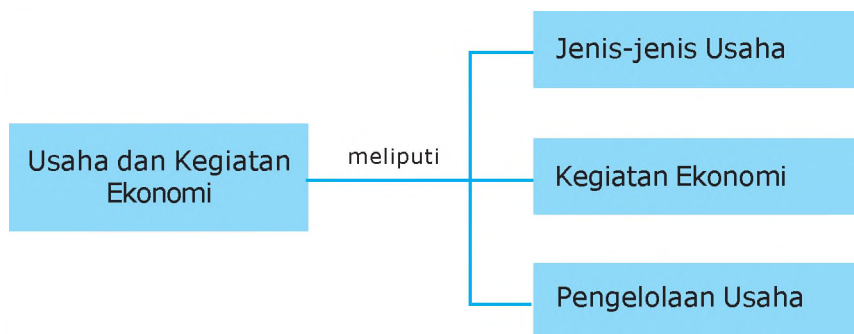 Usaha dan Kegiatan
Ekonomi
meliputi
Jenis-jenis Usaha
Kegiatan Ekonomi
Pengelolaan Usaha